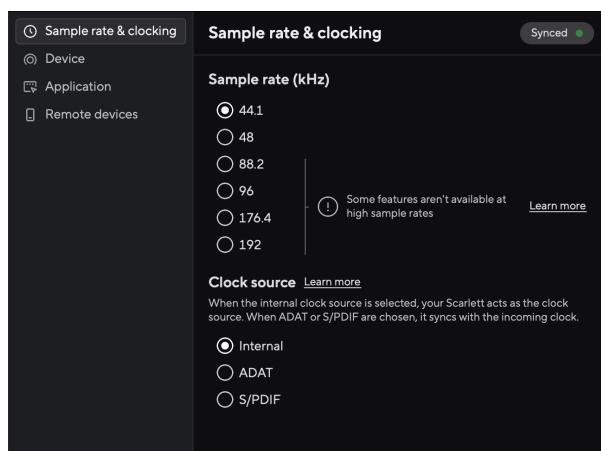 Sample rate & clocking
Device
Application
Remote devices
Sample rate & clocking
Synced
Sample rate (kHz)
44.1
48
88.2
96
176.4
192
Some features aren't available at
high sample rates
Learn more
Clock source Learn more
When the internal clock source is selected, your Scarlett acts as the clock
source. When ADAT or S/PDIF are chosen, it syncs with the incoming clock.
Internal
ADAT
S/PDIF